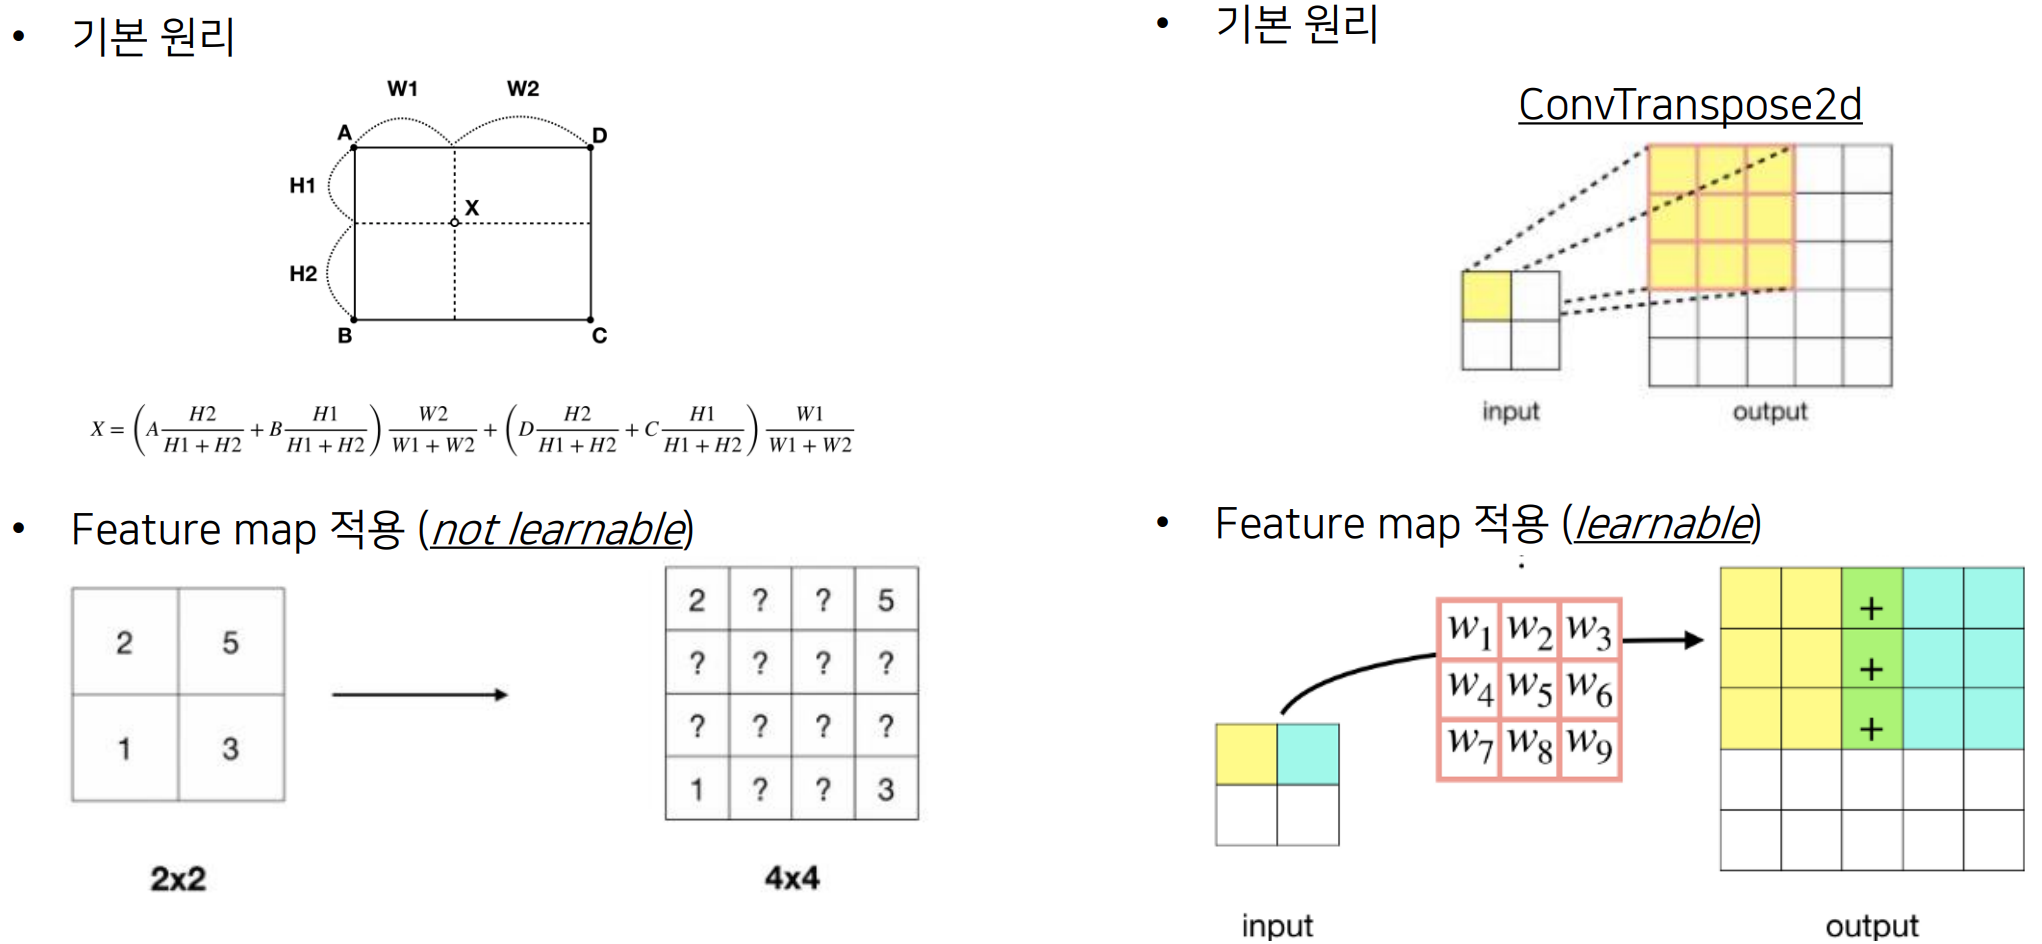 • 기본 원리
W1 W2
A D
H1
X
H2
B C
X = (A H2/(H1 + H2) + B H1/(H1 + H2)) W2/(W1 + W2) + (D H2/(H1 + H2) + C H1/(H1 + H2)) W1/(W1 + W2)
• Feature map 적용 (not learnable)
2 5
1 3
2x2
2 ? ? 5
? ? ? ?
? ? ? ?
1 ? ? 3
4x4
• 기본 원리
ConvTranspose2d
input output
• Feature map 적용 (learnable)
:
w1 w2 w3
w4 w5 w6
w7 w8 w9
+
+
+
input output